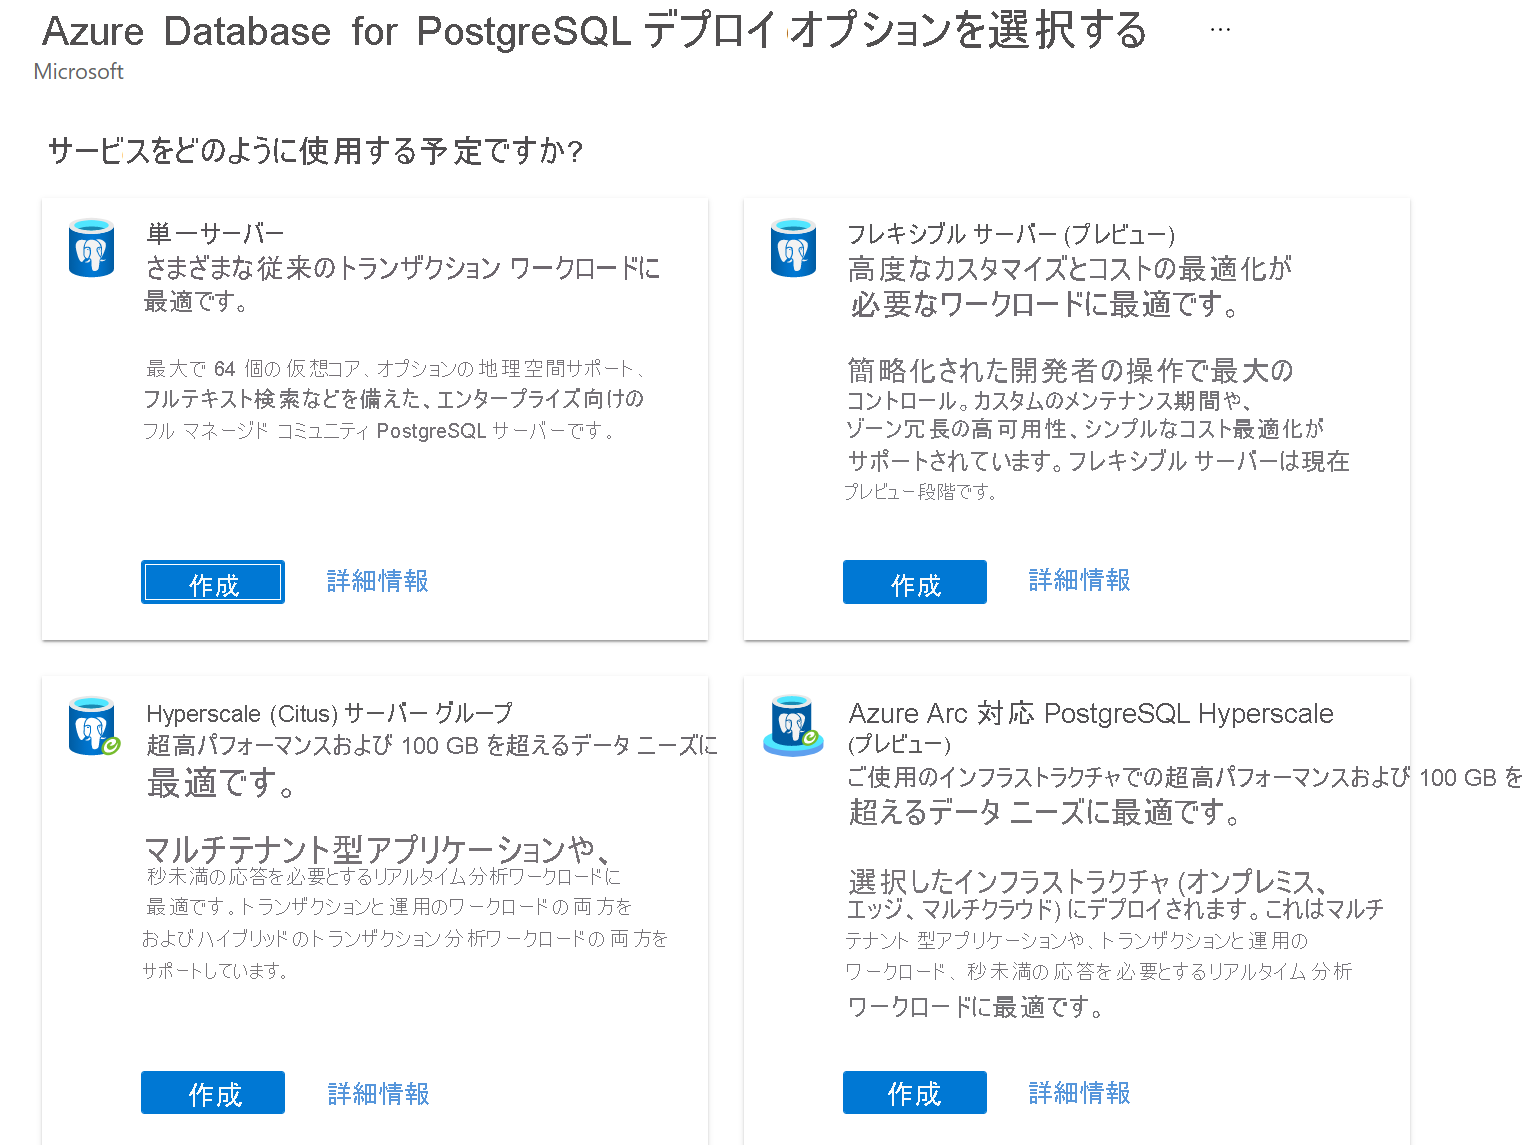 Azure Database for PostgreSQL デプロイ オプションを選択する
…
Microsoft
サービスをどのように使用する予定ですか?
単一サーバー
さまざまな従来のトランザクション ワークロードに
最適です。
最大で 64 個の仮想コア、オプションの地理空間サポート、
フルテキスト検索などを備えた、エンタープライズ向けの
フル マネージド コミュニティ PostgreSQL サーバーです。
作成 詳細情報
フレキシブル サーバー (プレビュー)
高度なカスタマイズとコストの最適化が
必要なワークロードに最適です。
簡略化された開発者の操作で最大の
コントロール。カスタムのメンテナンス期間や、
ゾーン冗長の高可用性、シンプルなコスト最適化が
サポートされています。フレキシブル サーバーは現在
プレビュー段階です。
作成 詳細情報
Hyperscale (Citus) サーバー グループ
超高パフォーマンスおよび 100 GB を超えるデータ ニーズに
最適です。
マルチテナント型アプリケーションや、
秒未満の応答を必要とするリアルタイム分析ワークロードに
最適です。トランザクションと運用のワークロードの両方を
およびハイブリッドのトランザクション分析ワークロードの両方を
サポートしています。
作成 詳細情報
Azure Arc 対応 PostgreSQL Hyperscale
(プレビュー)
ご使用のインフラストラクチャでの超高パフォーマンスおよび 100 GB を
超えるデータ ニーズに最適です。
選択したインフラストラクチャ (オンプレミス、
エッジ、マルチクラウド) にデプロイされます。これはマルチ
テナント型アプリケーションや、トランザクションと運用の
ワークロード、秒未満の応答を必要とするリアルタイム分析
ワークロードに最適です。
作成 詳細情報